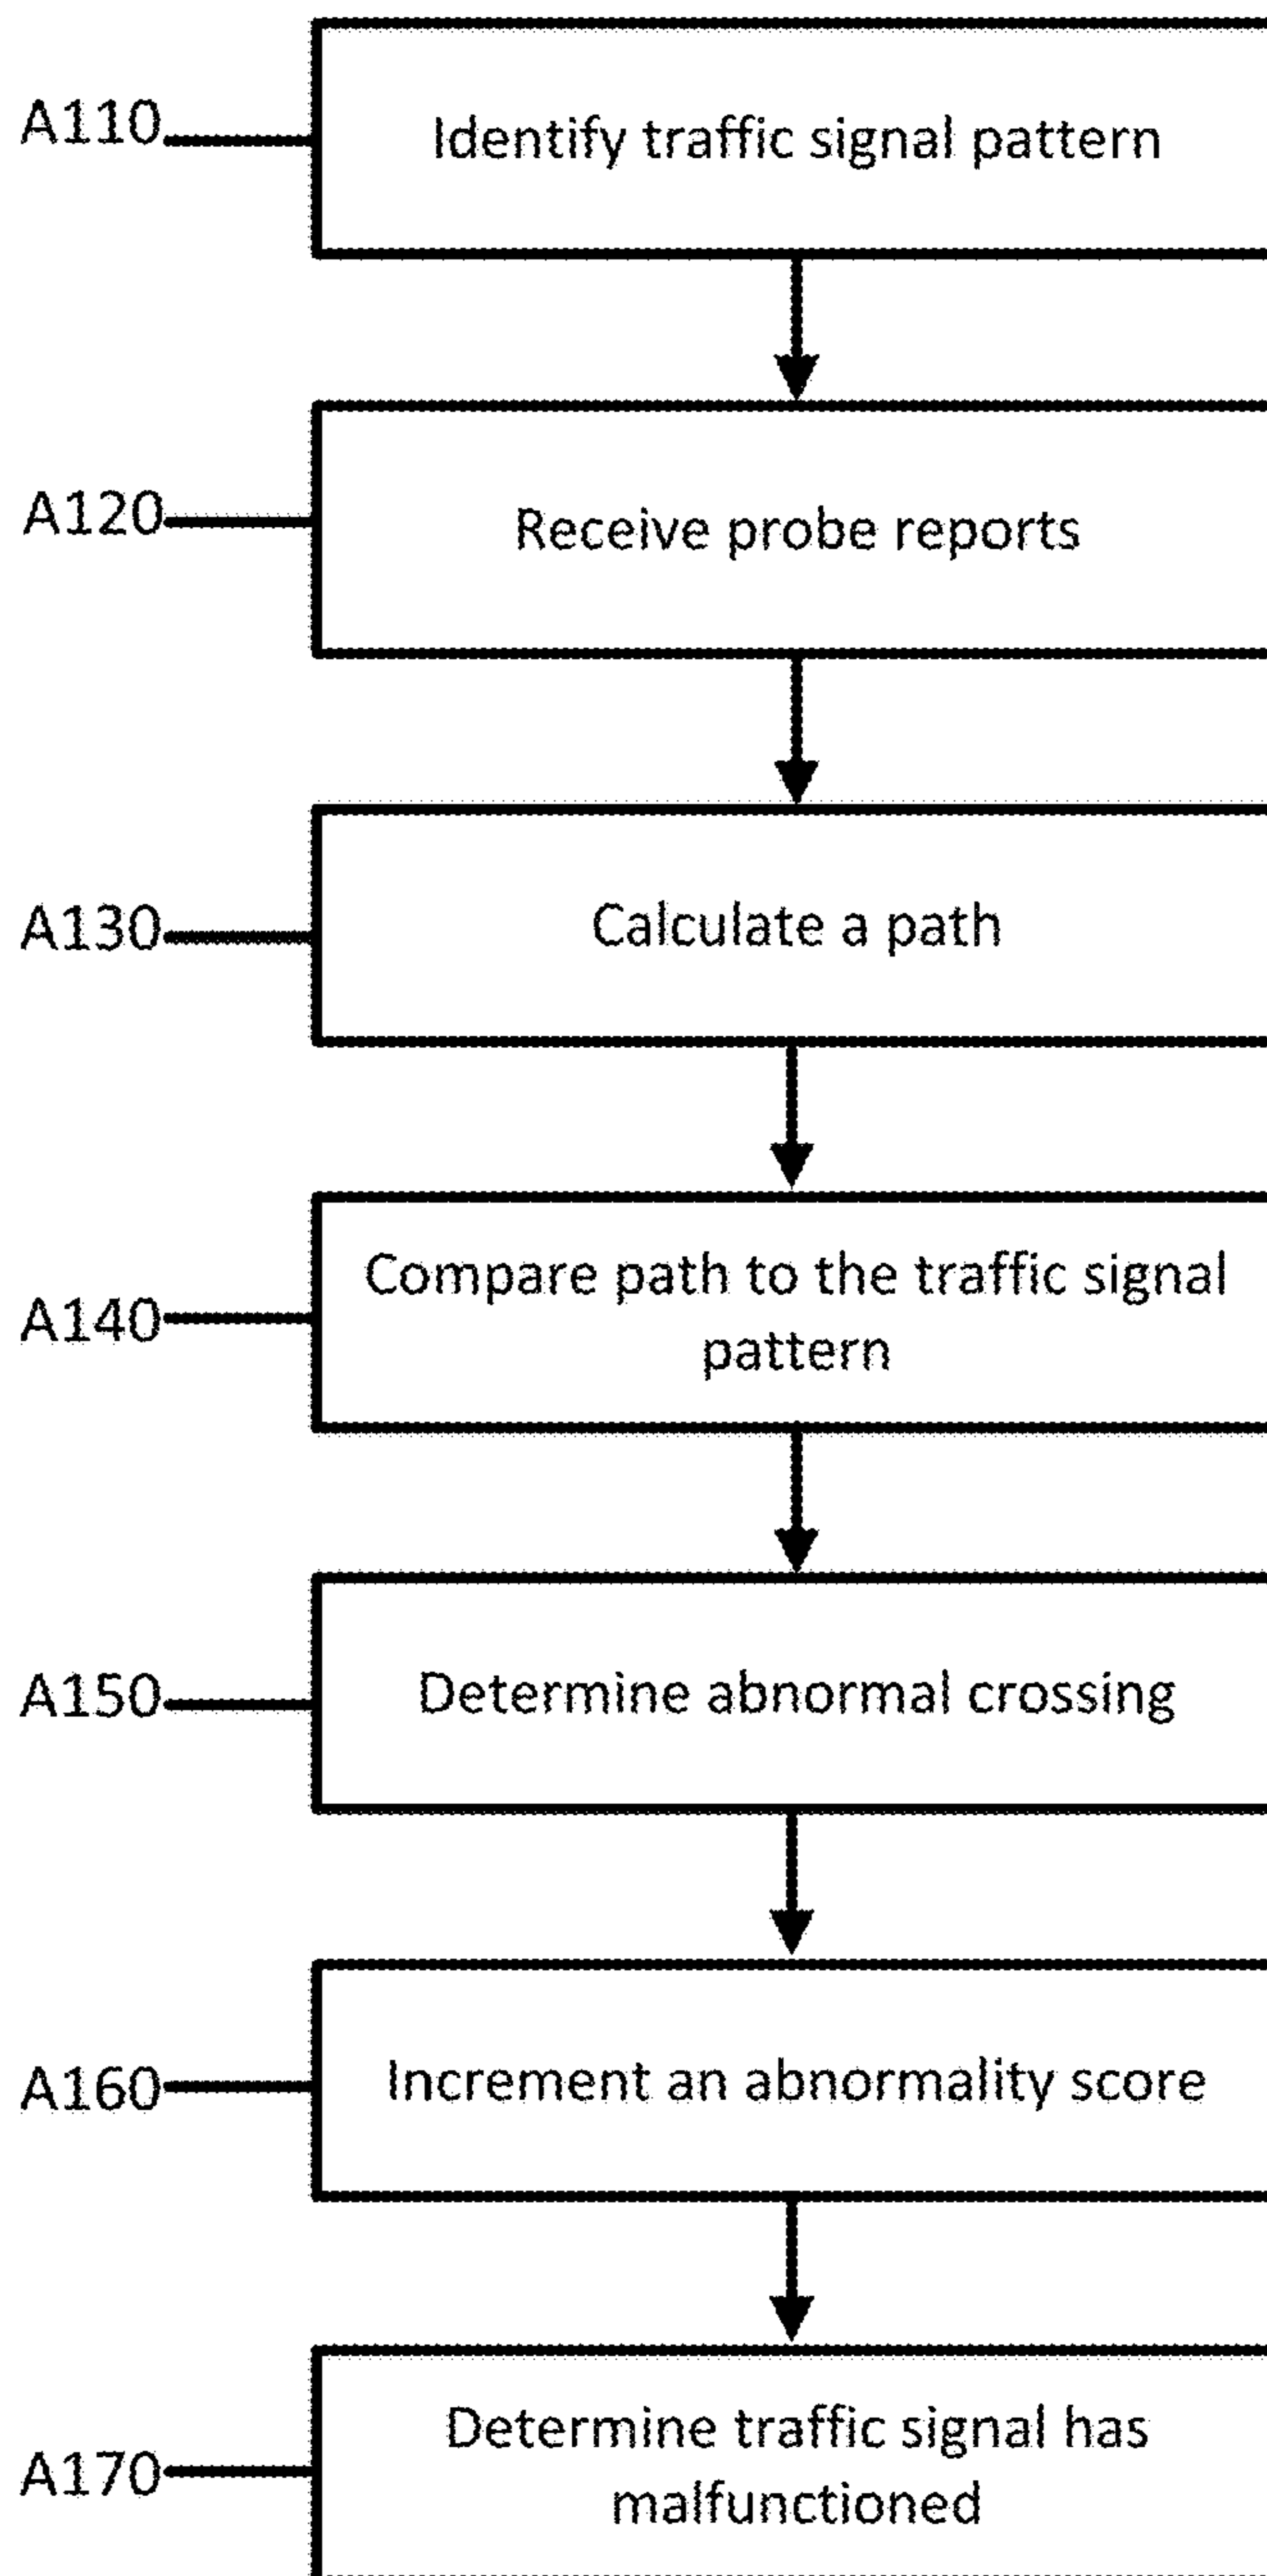 A110
Identify traffic signal pattern
A120
Receive probe reports
A130
Calculate a path
A140
Compare path to the traffic signal
pattern
A150
Determine abnormal crossing
A160
Increment an abnormality score
A170
Determine traffic signal has
malfunctioned